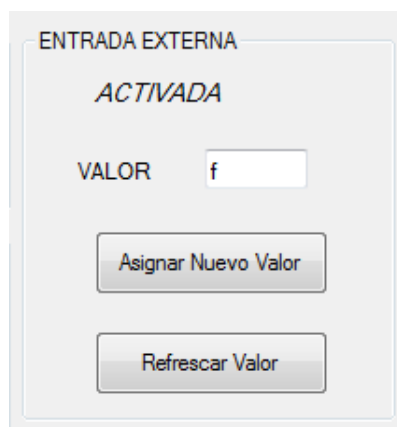 ENTRADA EXTERNA
ACTIVADA
VALOR f
Asignar Nuevo Valor
Refrescar Valor